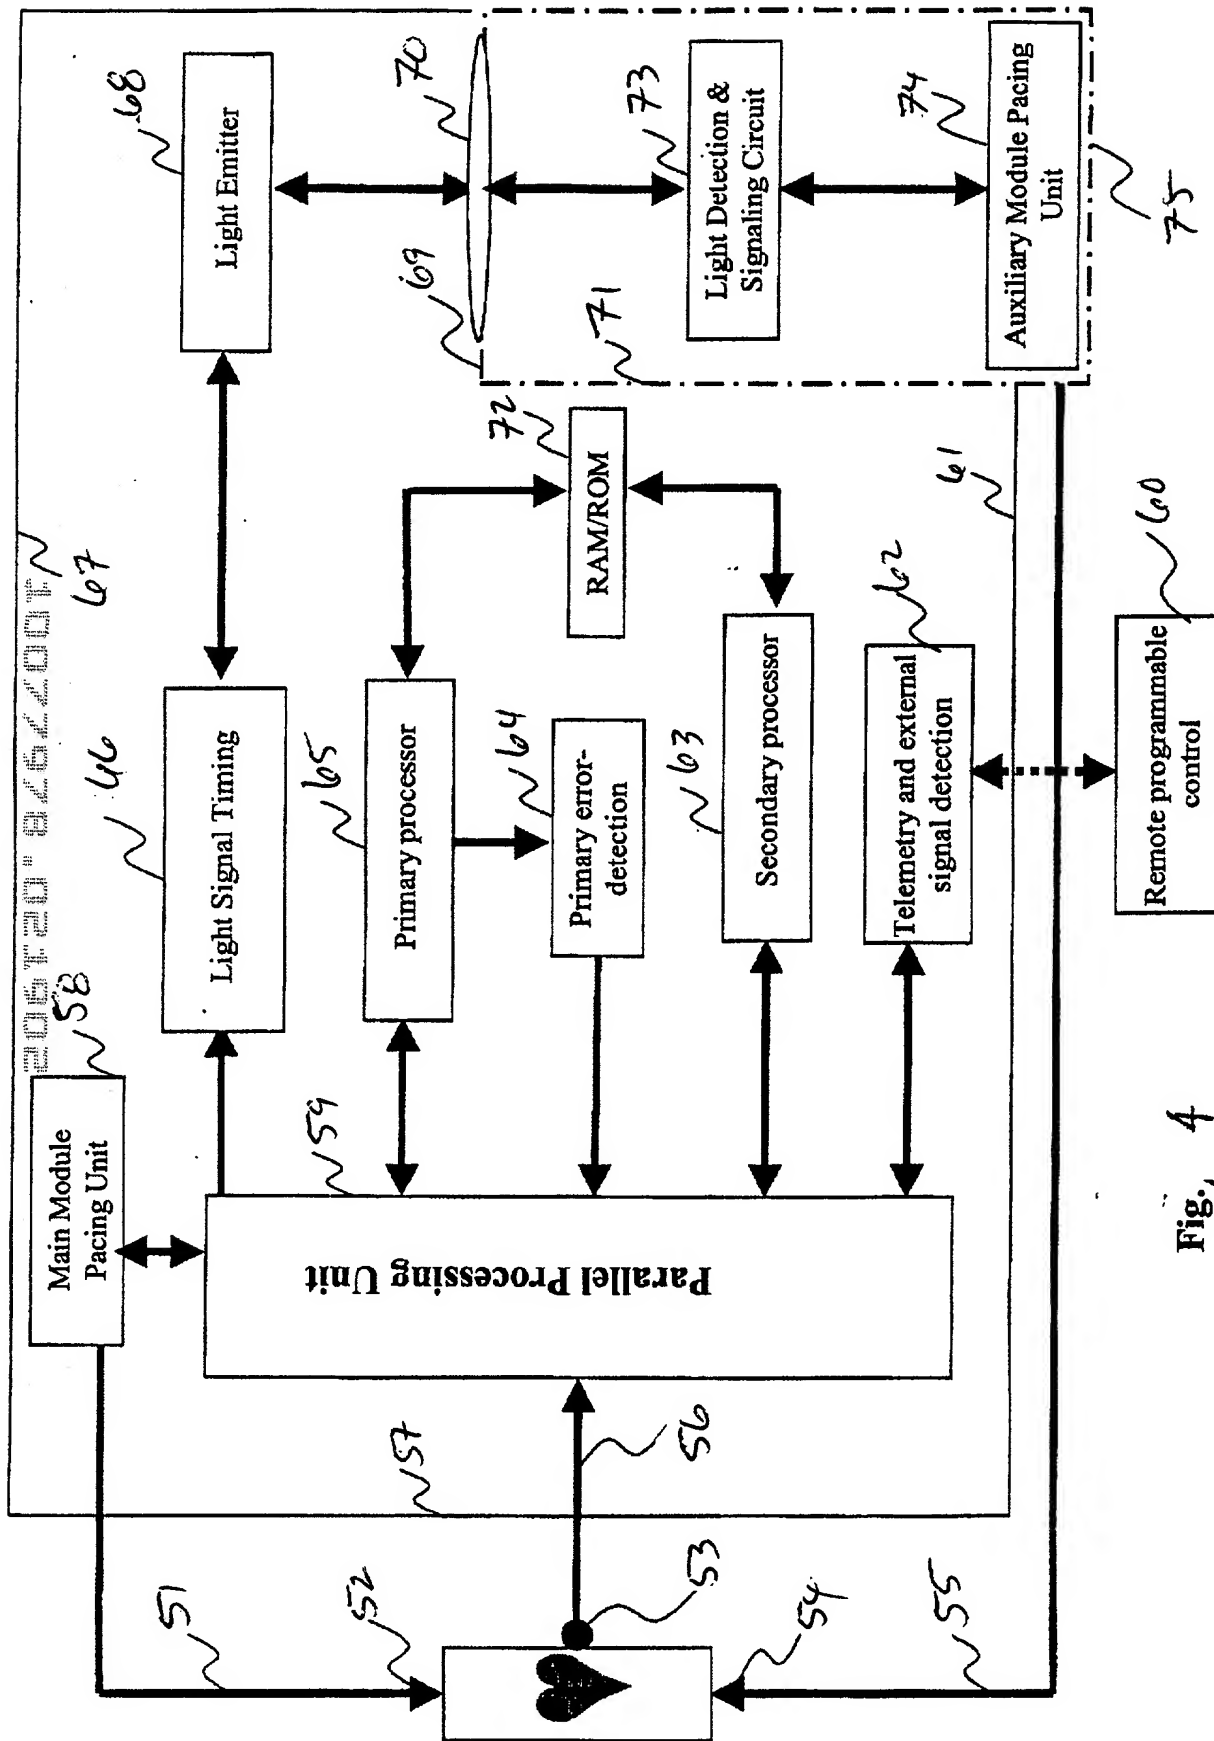 10077978.021902
67
Main Module
Pacing Unit
58
51
52
53
54
55
56
57
Parallel Processing Unit
59
Light Signal Timing
46
Light Emitter
68
Primary processor
65
Primary error-
detection
64
RAM/ROM
72
Secondary processor
63
Telemetry and external
signal detection
62
Remote programmable
control
60
61
69
70
71
Light Detection &
Signaling Circuit
73
Auxiliary Module Pacing
Unit
74
75
Fig., 4